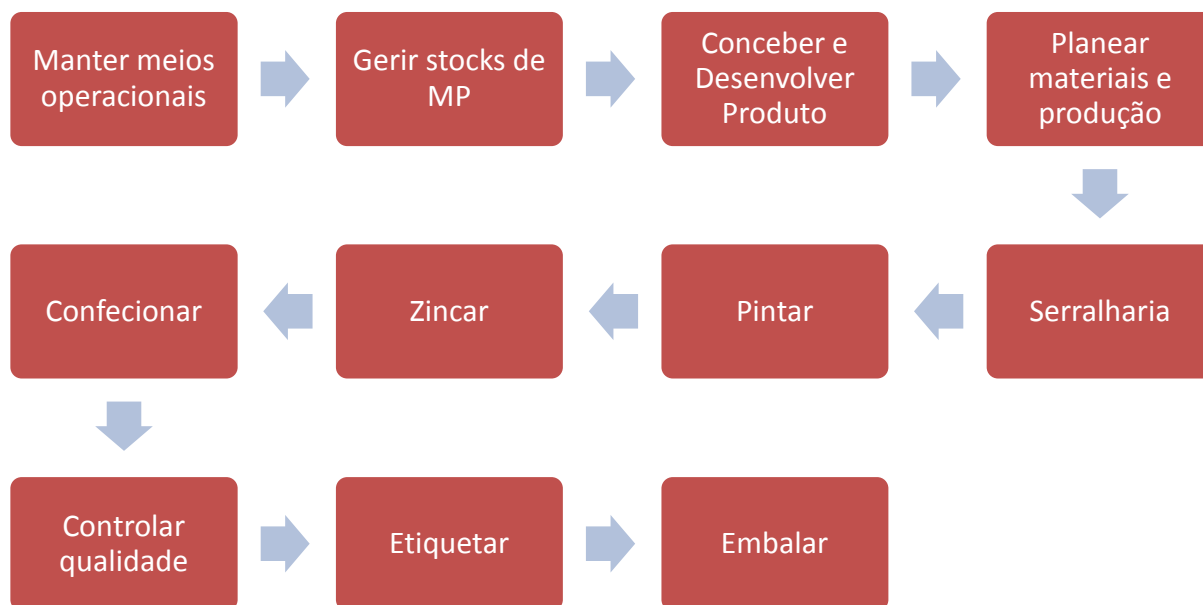 Manter meios
operacionais
Gerir stocks de
MP
Conceber e
Desenvolver
Produto
Planear
materiais e
produção
Serralharia
Pintar
Zincar
Confecionar
Controlar
qualidade
Etiquetar
Embalar